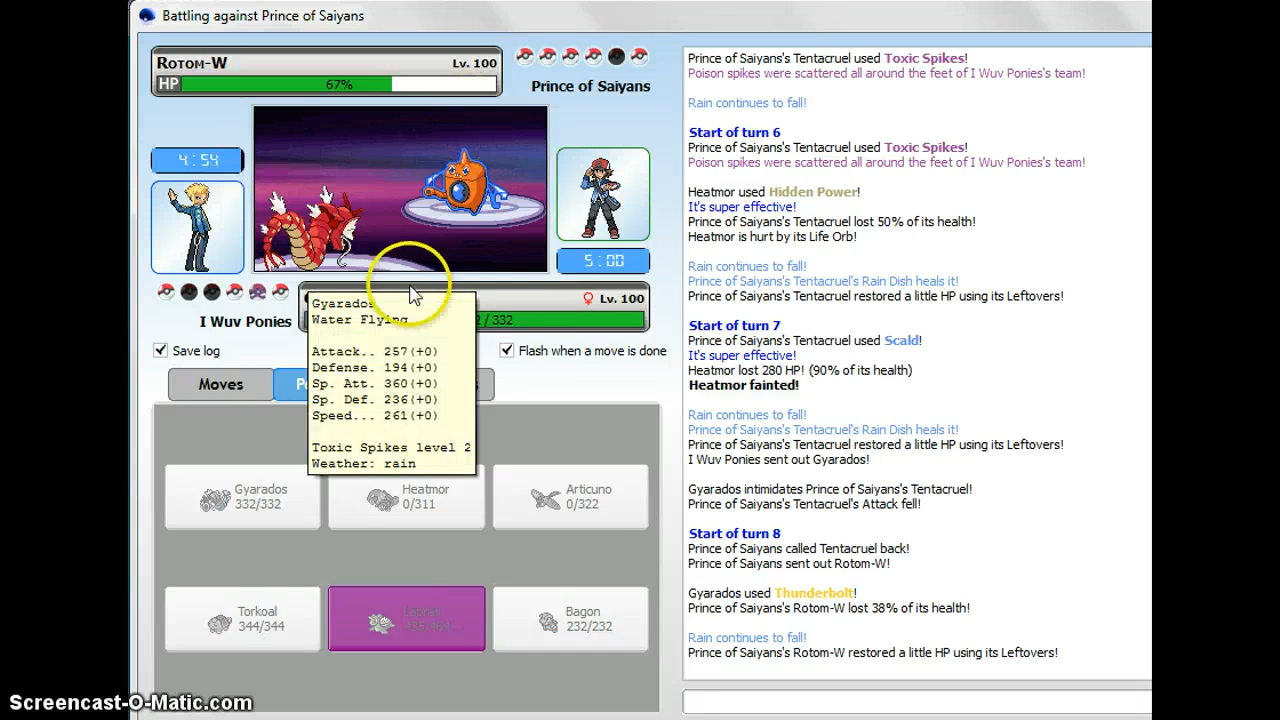 Battling against Prince of Saiyans
ROTOM-W Lv. 100
HP 67%
Prince of Saiyans
4:54
5:00
I Wuv Ponies
Lv. 100
/ 332
Gyarados
Water Flying
Attack.. 257(+0)
Defense. 194(+0)
Sp. Att. 360(+0)
Sp. Def. 236(+0)
Speed... 261(+0)
Toxic Spikes level 2
Weather: rain
Save log
Flash when a move is done
Moves
Gyarados
332/332
Heatmor
0/311
Articuno
0/322
Torkoal
344/344
Bagon
232/232
Prince of Saiyans's Tentacruel used Toxic Spikes!
Poison spikes were scattered all around the feet of I Wuv Ponies's team!
Rain continues to fall!
Start of turn 6
Prince of Saiyans's Tentacruel used Toxic Spikes!
Poison spikes were scattered all around the feet of I Wuv Ponies's team!
Heatmor used Hidden Power!
It's super effective!
Prince of Saiyans's Tentacruel lost 50% of its health!
Heatmor is hurt by its Life Orb!
Rain continues to fall!
Prince of Saiyans's Tentacruel's Rain Dish heals it!
Prince of Saiyans's Tentacruel restored a little HP using its Leftovers!
Start of turn 7
Prince of Saiyans's Tentacruel used Scald!
It's super effective!
Heatmor lost 280 HP! (90% of its health)
Heatmor fainted!
Rain continues to fall!
Prince of Saiyans's Tentacruel's Rain Dish heals it!
Prince of Saiyans's Tentacruel restored a little HP using its Leftovers!
I Wuv Ponies sent out Gyarados!
Gyarados intimidates Prince of Saiyans's Tentacruel!
Prince of Saiyans's Tentacruel's Attack fell!
Start of turn 8
Prince of Saiyans called Tentacruel back!
Prince of Saiyans sent out Rotom-W!
Gyarados used Thunderbolt!
Prince of Saiyans's Rotom-W lost 38% of its health!
Rain continues to fall!
Prince of Saiyans's Rotom-W restored a little HP using its Leftovers!
Screencast-O-Matic.com